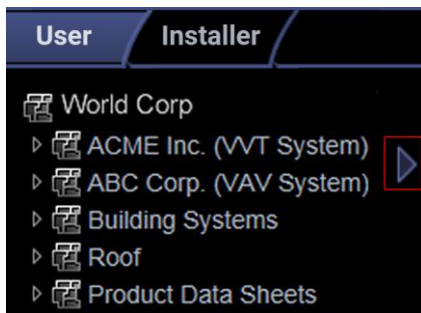 User Installer
World Corp
ACME Inc. (VVT System)
ABC Corp. (VAV System)
Building Systems
Roof
Product Data Sheets